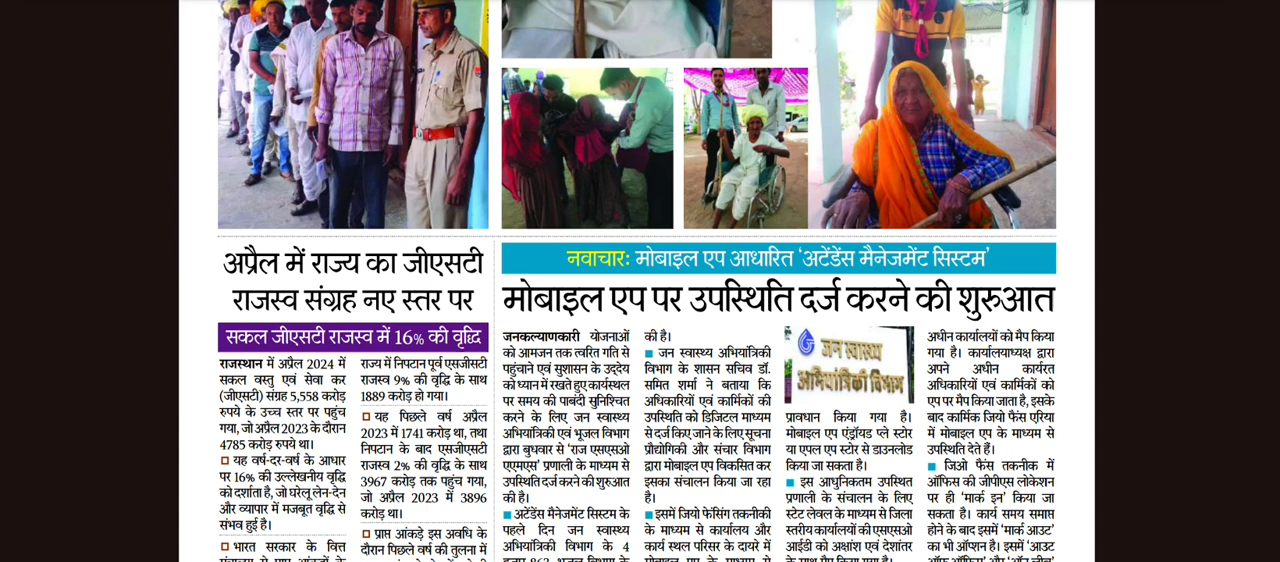 अप्रैल में राज्य का जीएसटी
राजस्व संग्रह नए स्तर पर
सकल जीएसटी राजस्व में 16% की वृद्धि
राजस्थान में अप्रैल 2024 में
सकल वस्तु एवं सेवा कर
(जीएसटी) संग्रह 5,558 करोड़
रुपये के उच्च स्तर पर पहुंच
गया, जो अप्रैल 2023 के दौरान
4785 करोड़ रुपये था।
यह वर्ष-दर-वर्ष के आधार
पर 16% की उल्लेखनीय वृद्धि
को दर्शाता है, जो घरेलू लेन-देन
और व्यापार में मजबूत वृद्धि से
संभव हुई है।
भारत सरकार के वित्त
राज्य में निपटान पूर्व एसजीसटी
राजस्व 9% की वृद्धि के साथ
1889 करोड़ हो गया।
यह पिछले वर्ष अप्रैल
2023 में 1741 करोड़ था, तथा
निपटान के बाद एसजीएसटी
राजस्व 2% की वृद्धि के साथ
3967 करोड़ तक पहुंच गया,
जो अप्रैल 2023 में 3896
करोड़ था।
प्राप्त आंकड़े इस अवधि के
दौरान पिछले वर्ष की तुलना में
नवाचार: मोबाइल एप आधारित ‘अटेंडेंस मैनेजमेंट सिस्टम’
मोबाइल एप पर उपस्थिति दर्ज करने की शुरुआत
जनकल्याणकारी योजनाओं
को आमजन तक त्वरित गति से
पहुंचाने एवं सुशासन के उद्देश्य
को ध्यान में रखते हुए कार्यस्थल
पर समय की पाबंदी सुनिश्चित
करने के लिए जन स्वास्थ्य
अभियांत्रिकी एवं भूजल विभाग
द्वारा बुधवार से ‘राज एसएसओ
एएमएस’ प्रणाली के माध्यम से
उपस्थिति दर्ज करने की शुरुआत
की है।
अटेंडेंस मैनेजमेंट सिस्टम के
पहले दिन जन स्वास्थ्य
अभियांत्रिकी विभाग के 4
की है।
जन स्वास्थ्य अभियांत्रिकी
विभाग के शासन सचिव डॉ.
समित शर्मा ने बताया कि
अधिकारियों एवं कार्मिकों की
उपस्थिति को डिजिटल माध्यम
से दर्ज किए जाने के लिए सूचना
प्रौद्योगिकी और संचार विभाग
द्वारा मोबाइल एप विकसित कर
इसका संचालन किया जा रहा
है।
इसमें जियो फेंसिंग तकनीकी
के माध्यम से कार्यालय और
कार्य स्थल परिसर के दायरे में
जन स्वास्थ्य
अभियांत्रिकी विभाग
प्रावधान किया गया है।
मोबाइल एप एंड्रॉयड प्ले स्टोर
या एपल एप स्टोर से डाउनलोड
किया जा सकता है।
इस आधुनिकतम उपस्थित
प्रणाली के संचालन के लिए
स्टेट लेवल के माध्यम से जिला
स्तरीय कार्यालयों की एसएसओ
आईडी को अक्षांश एवं देशांतर
अधीन कार्यालयों को मैप किया
गया है। कार्यालयाध्यक्ष द्वारा
अपने अधीन कार्यरत
अधिकारियों एवं कार्मिकों को
एप पर मैप किया जाता है, इसके
बाद कार्मिक जियो फैंस एरिया
में मोबाइल एप के माध्यम से
उपस्थिति देते हैं।
जिओ फैंस तकनीक में
ऑफिस की जीपीएस लोकेशन
पर ही ‘मार्क इन’ किया जा
सकता है। कार्य समय समाप्त
होने के बाद इसमें ‘मार्क आउट’
का भी ऑप्शन है। इसमें ‘आउट